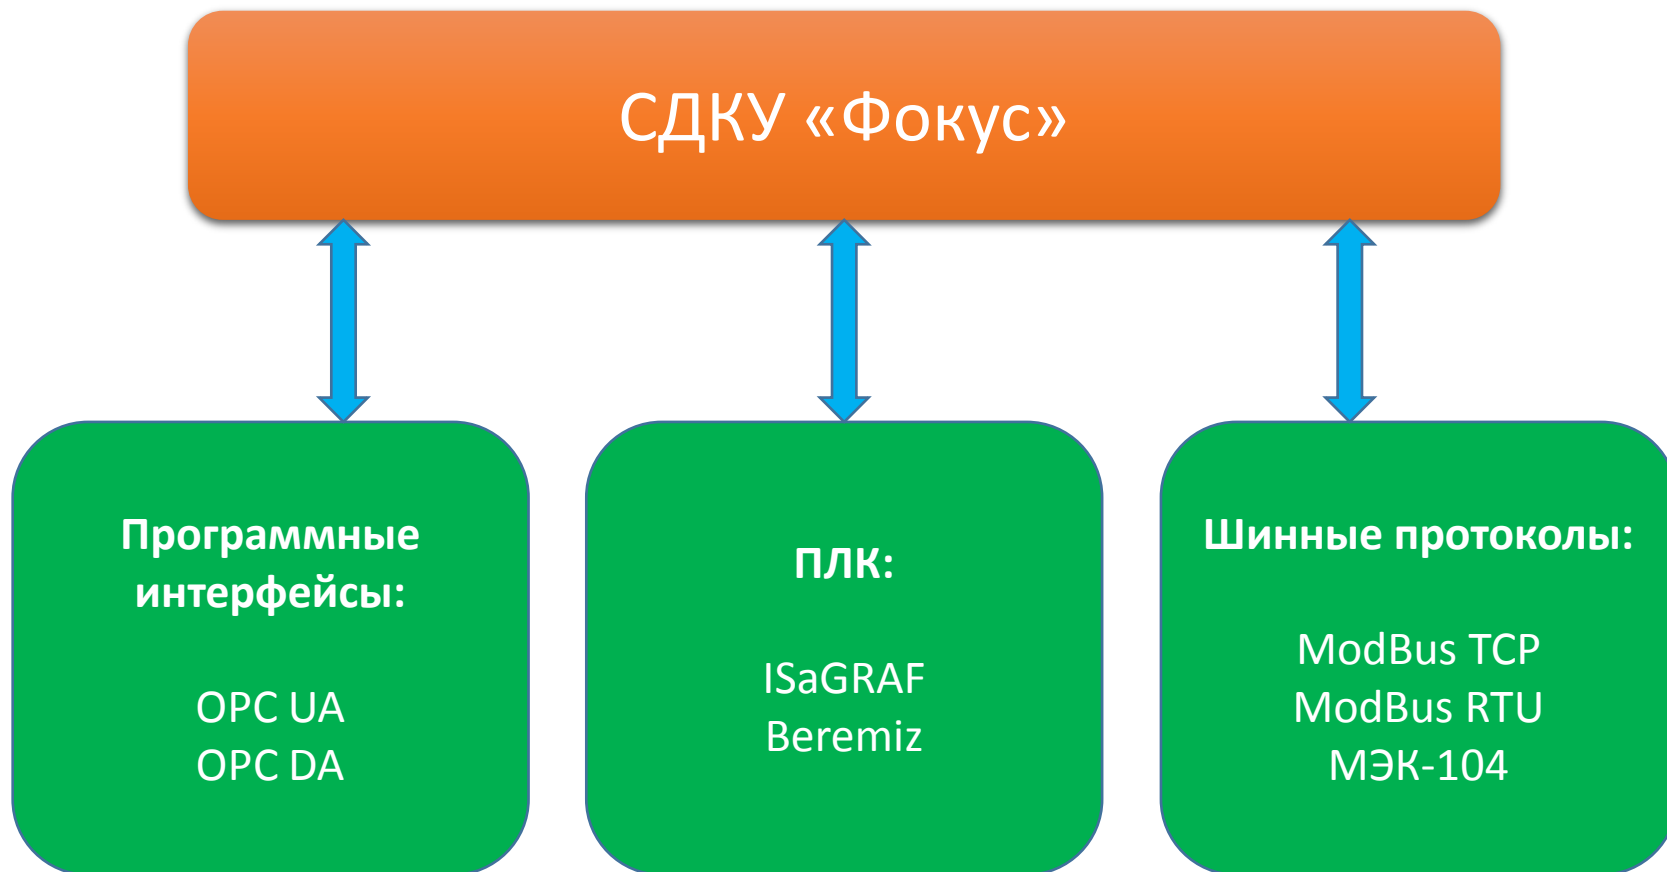 СДКУ «Фокус»
Программные
интерфейсы:
OPC UA
OPC DA
ПЛК:
ISaGRAF
Beremiz
Шинные протоколы:
ModBus TCP
ModBus RTU
МЭК-104